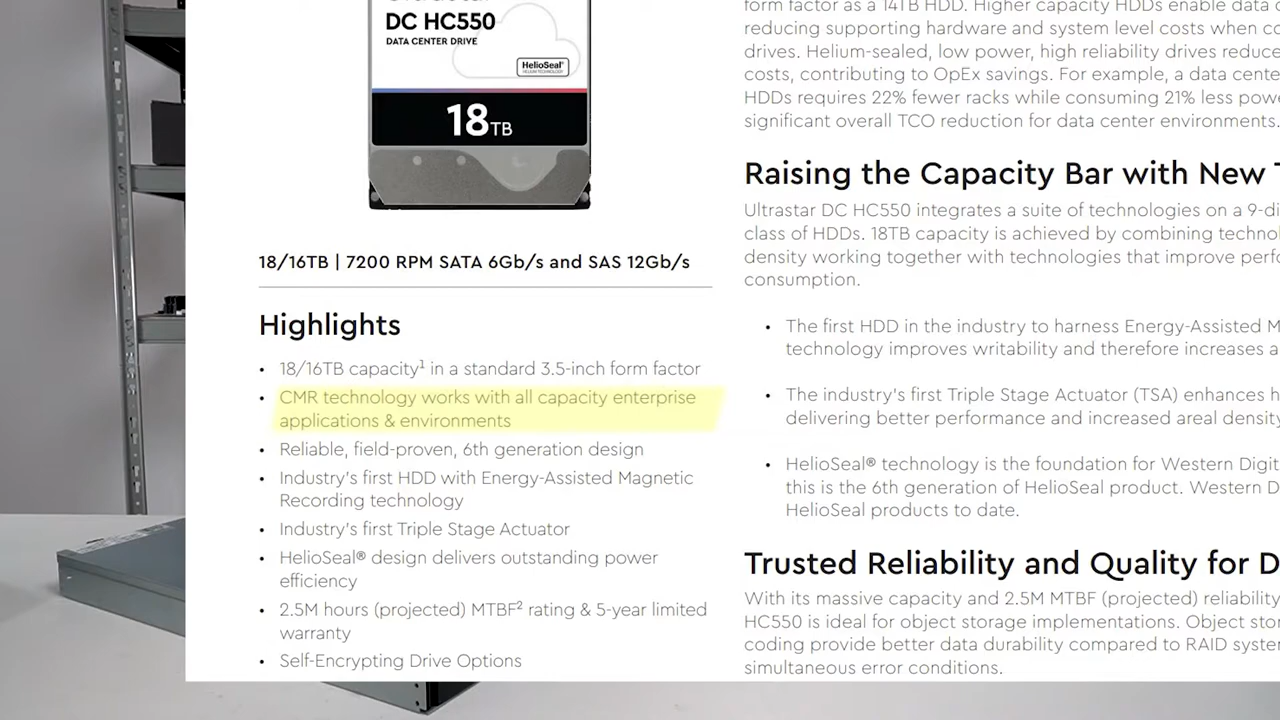 Ultrastar
DC HC550
DATA CENTER DRIVE
HelioSeal®
HELIUM TECHNOLOGY
18TB
18/16TB | 7200 RPM SATA 6Gb/s and SAS 12Gb/s
Highlights
• 18/16TB capacity¹ in a standard 3.5-inch form factor
• CMR technology works with all capacity enterprise
applications & environments
• Reliable, field-proven, 6th generation design
• Industry's first HDD with Energy-Assisted Magnetic
Recording technology
• Industry's first Triple Stage Actuator
• HelioSeal® design delivers outstanding power
efficiency
• 2.5M hours (projected) MTBF² rating & 5-year limited
warranty
• Self-Encrypting Drive Options
form factor as a 14TB HDD. Higher capacity HDDs enable data
reducing supporting hardware and system level costs when
drives. Helium-sealed, low power, high reliability drives reduce
costs, contributing to OpEx savings. For example, a data
HDDs requires 22% fewer racks while consuming 21% less
significant overall TCO reduction for data center environments.
Raising the Capacity Bar with New
Ultrastar DC HC550 integrates a suite of technologies on a
class of HDDs. 18TB capacity is achieved by combining
density working together with technologies that improve
consumption.
• The first HDD in the industry to harness Energy-Assisted
technology improves writability and therefore increases
• The industry's first Triple Stage Actuator (TSA) enhances
delivering better performance and increased areal
• HelioSeal® technology is the foundation for Western
this is the 6th generation of HelioSeal product. Western
HelioSeal products to date.
Trusted Reliability and Quality for
With its massive capacity and 2.5M MTBF (projected) reliability
HC550 is ideal for object storage implementations. Object
coding provide better data durability compared to RAID
simultaneous error conditions.